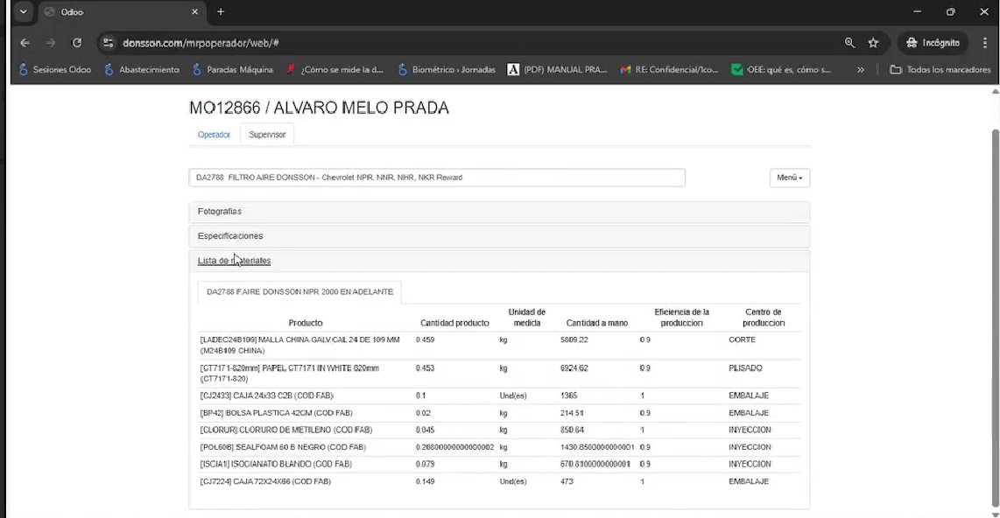 Odoo
donsson.com/mrpoperador/web/#
Incógnito
Sesiones Odoo
Abastecimiento
Paradas Máquina
¿Cómo se mide la d...
Biométrico › Jornadas
(PDF) MANUAL PRA...
RE: Confidencial/Ico...
OEE: qué es, cómo s...
»
Todos los marcadores
MO12866 / ALVARO MELO PRADA
Operador Supervisor
DA2788 FILTRO AIRE DONSSON - Chevrolet NPR, NNR, NHR, NKR Reward
Menú
Fotografias
Especificaciones
Lista de materiales
DA2788 F.AIRE DONSSON NPR 2000 EN ADELANTE
Producto Cantidad producto Unidad de medida Cantidad a mano Eficiencia de la produccion Centro de produccion
[LADEC24B109] MALLA CHINA GALV.CAL 24 DE 109 MM 0.459 kg 5809.22 0.9 CORTE
(M24B109 CHINA)
[CT7171-820mm] PAPEL CT7171 IN WHITE 820mm 0.453 kg 6924.62 0.9 PLISADO
(CT7171-820)
[CJ2433] CAJA 24x33 C2B (COD FAB) 0.1 Und(es) 1365 1 EMBALAJE
[BP42] BOLSA PLASTICA 42CM (COD FAB) 0.02 kg 214.51 0.9 EMBALAJE
[CLORUR] CLORURO DE METILENO (COD FAB) 0.045 kg 850.64 1 INYECCION
[POL60B] SEALFOAM 60 B NEGRO (COD FAB) 0.20800000000000002 kg 1430.8500000000001 0.9 INYECCION
[ISCIA1] ISOCIANATO BLANDO (COD FAB) 0.079 kg 670.8100000000001 0.9 INYECCION
[CJ7224] CAJA 72X24X66 (COD FAB) 0.149 Und(es) 473 1 EMBALAJE